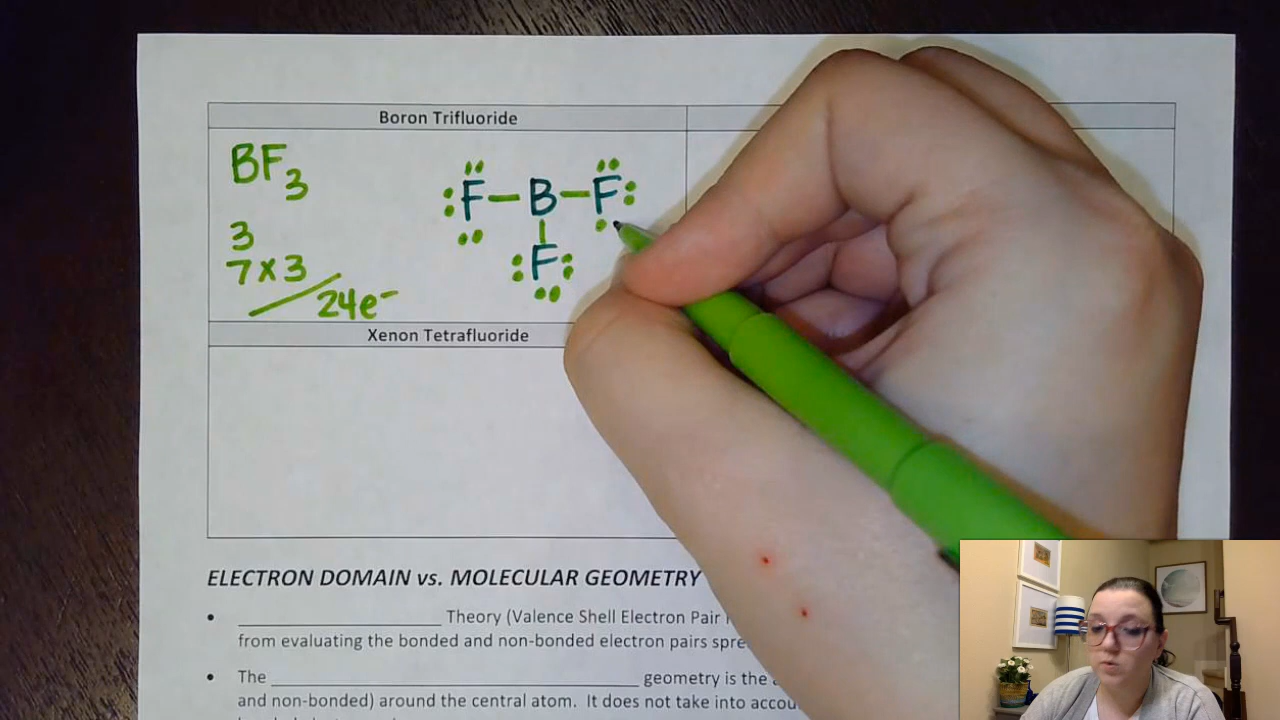 Boron Trifluoride
BF3
:F—B—F:
3
7x3
:F:
24e-
Xenon Tetrafluoride
ELECTRON DOMAIN vs. MOLECULAR GEOMETRY
• ____________________ Theory (Valence Shell Electron Pair
from evaluating the bonded and non-bonded electron pairs
• The ____________________ geometry is the
and non-bonded) around the central atom. It does not take into